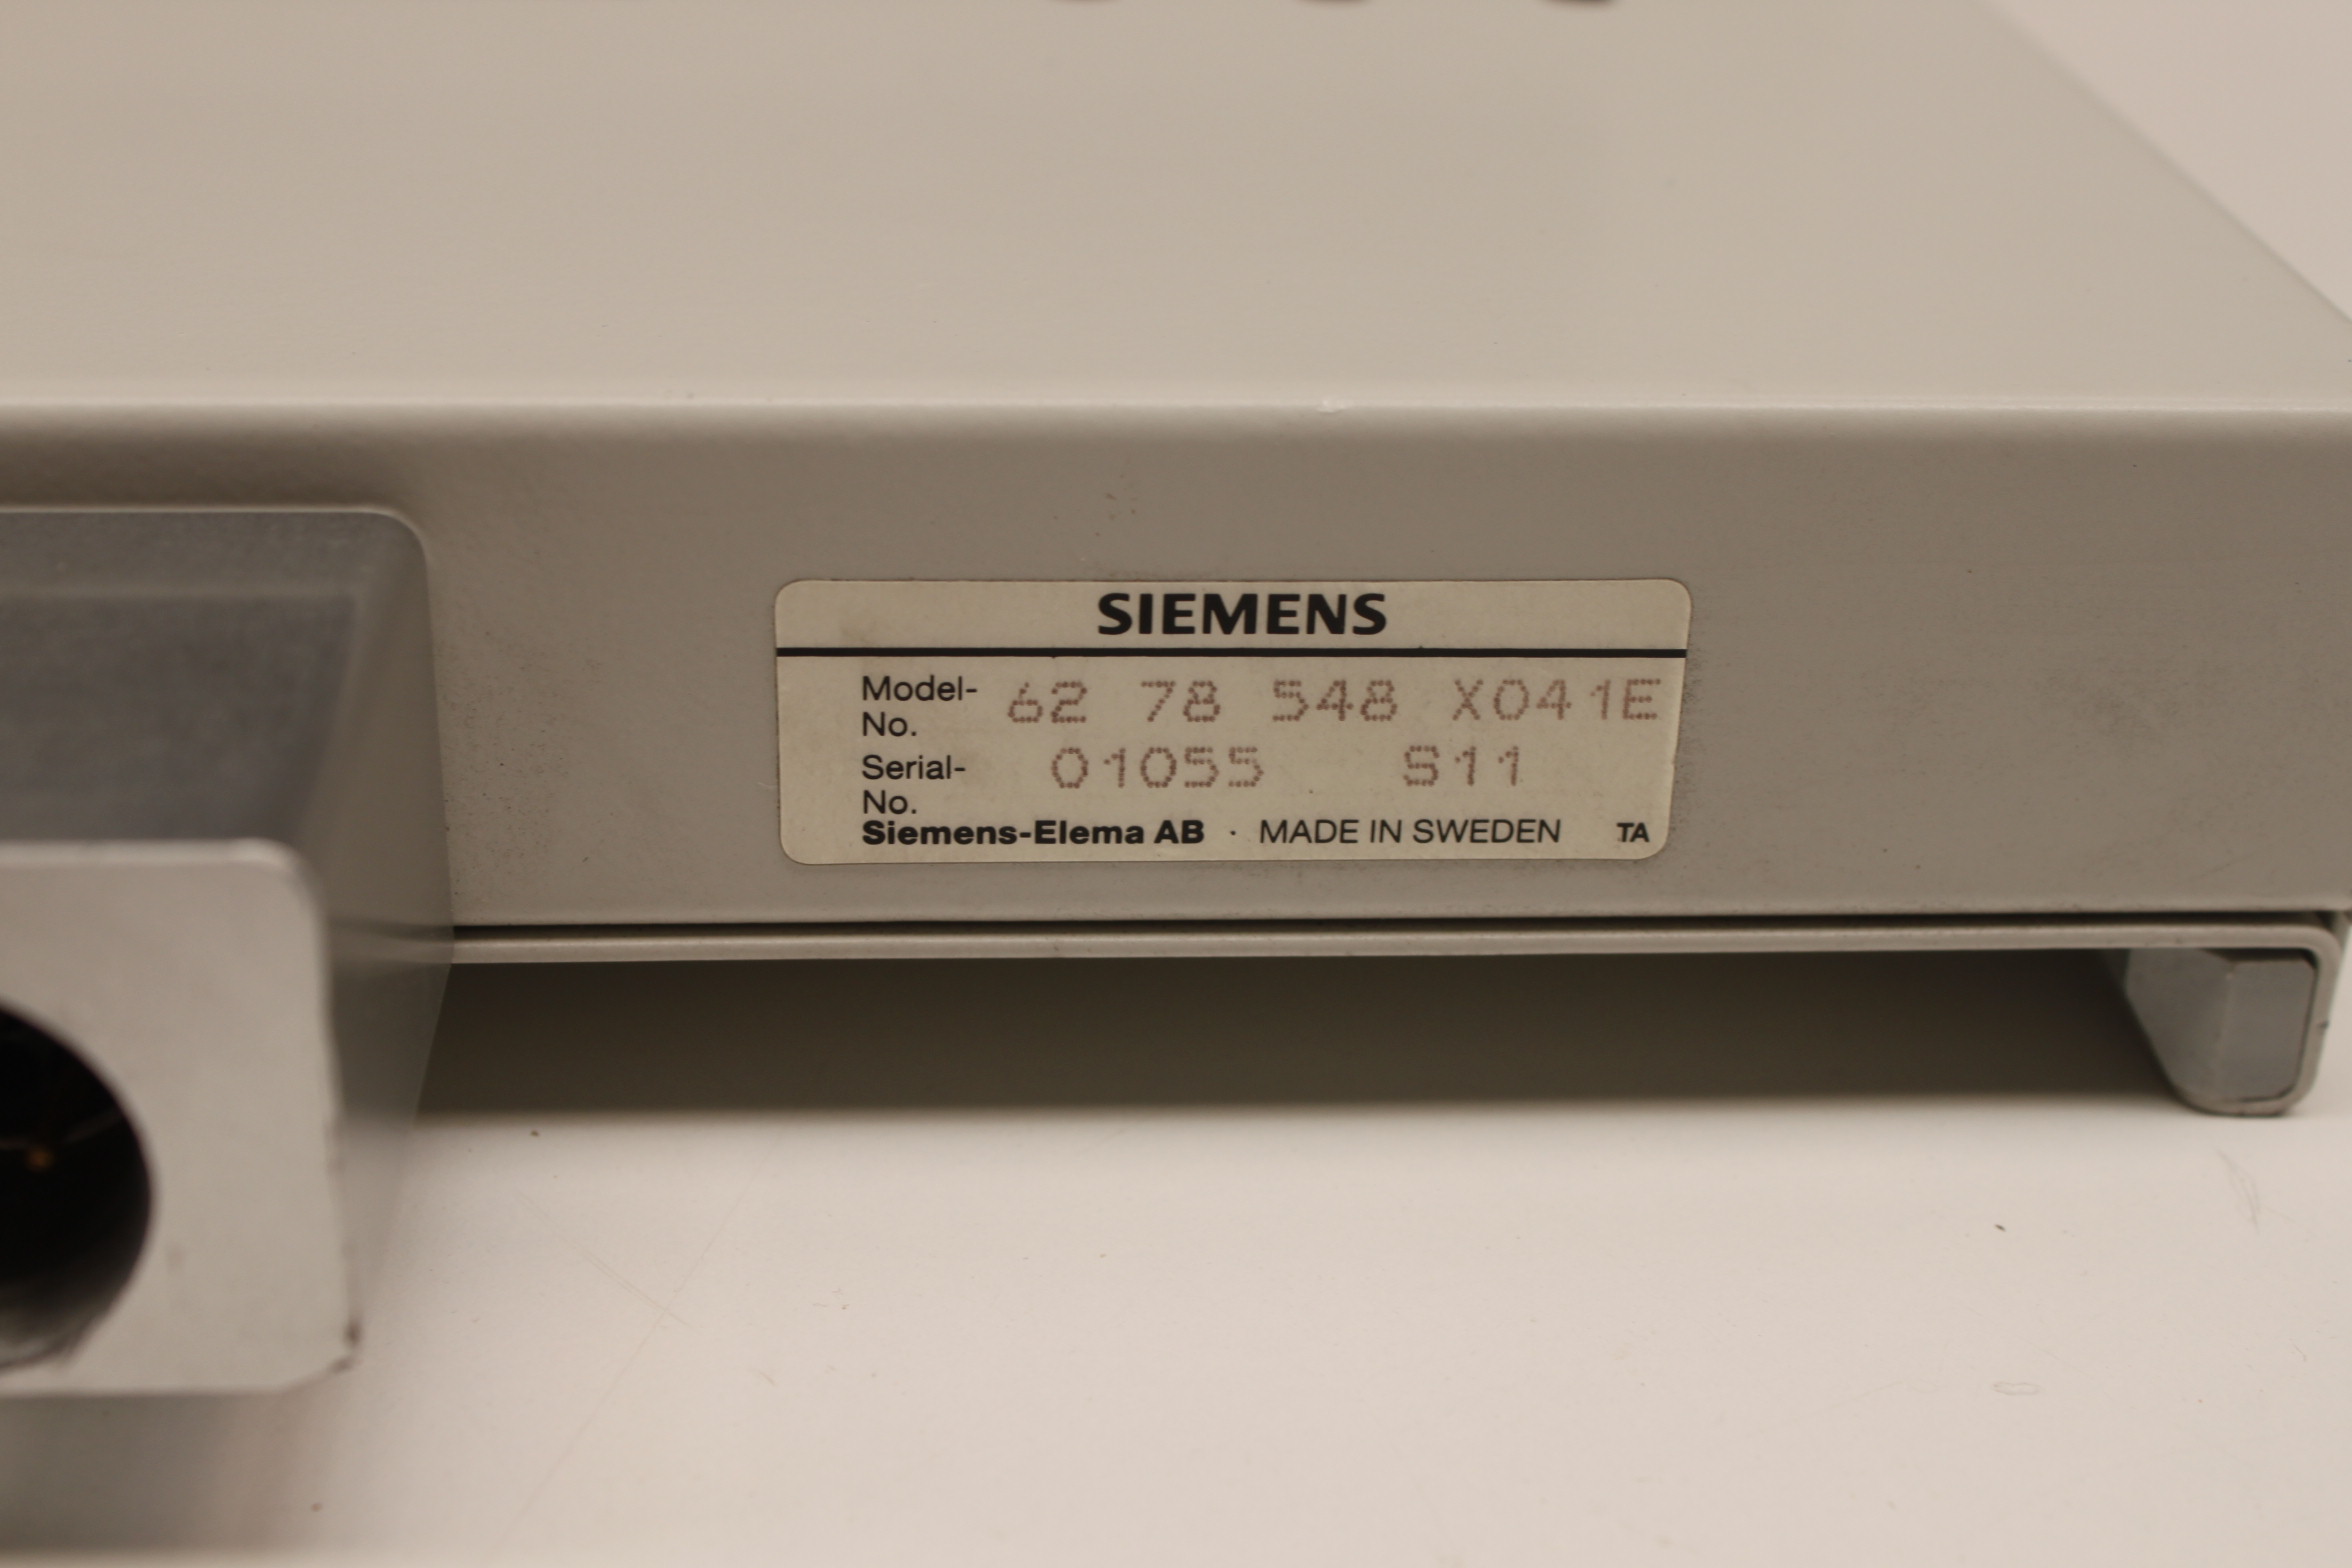 SIEMENS
Model- 62 78 548 X041E
No.
Serial- 01055 S11
No.
Siemens-Elema AB · MADE IN SWEDEN TA